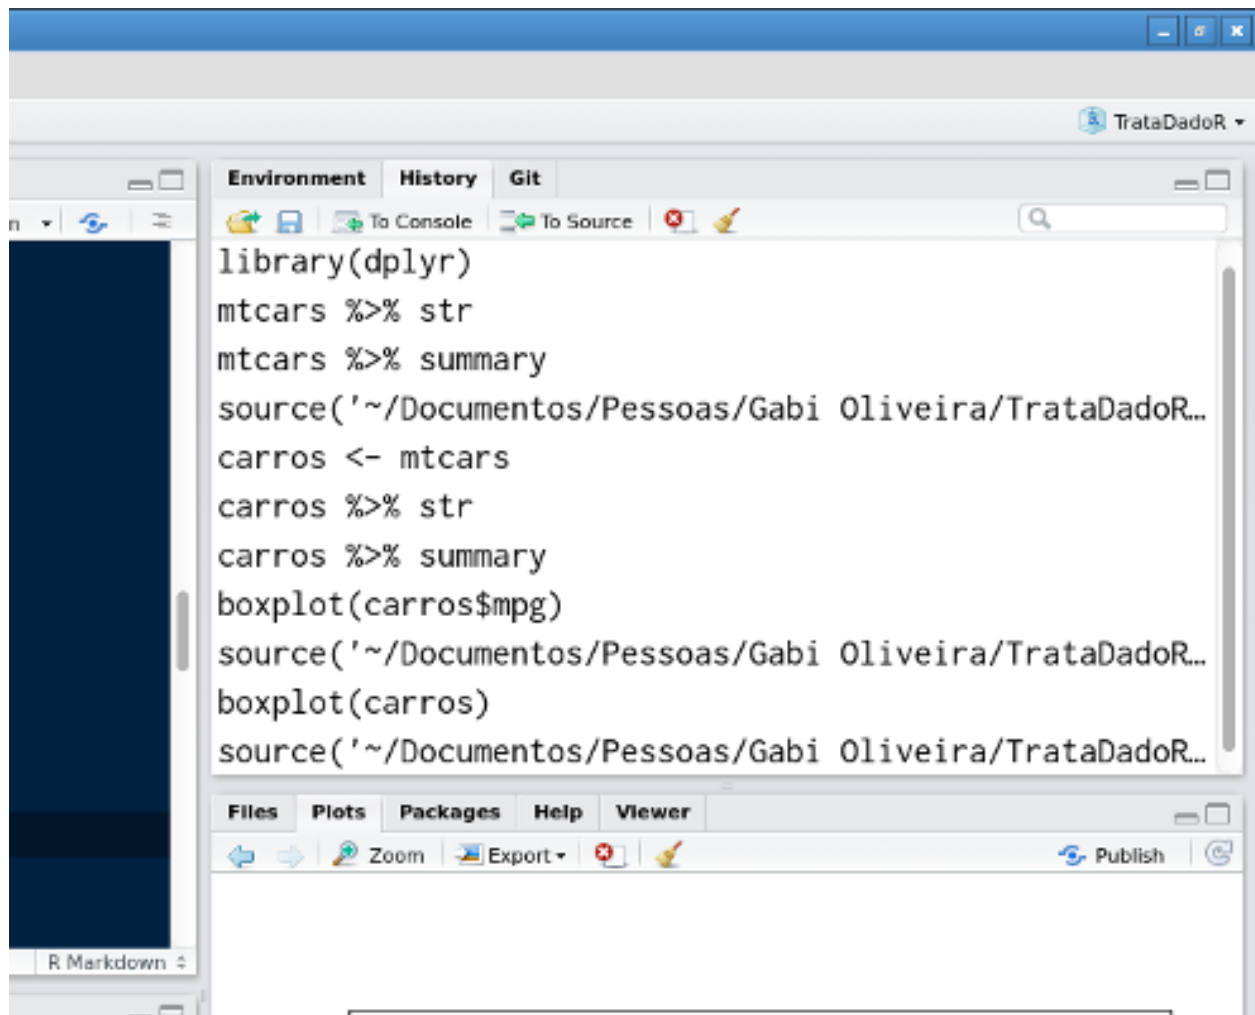 TrataDadoR
Environment History Git
n
To Console To Source
library(dplyr)
mtcars %>% str
mtcars %>% summary
source('~/Documentos/Pessoas/Gabi Oliveira/TrataDadoR…
carros <- mtcars
carros %>% str
carros %>% summary
boxplot(carros$mpg)
source('~/Documentos/Pessoas/Gabi Oliveira/TrataDadoR…
boxplot(carros)
source('~/Documentos/Pessoas/Gabi Oliveira/TrataDadoR…
Files Plots Packages Help Viewer
Zoom Export Publish
R Markdown